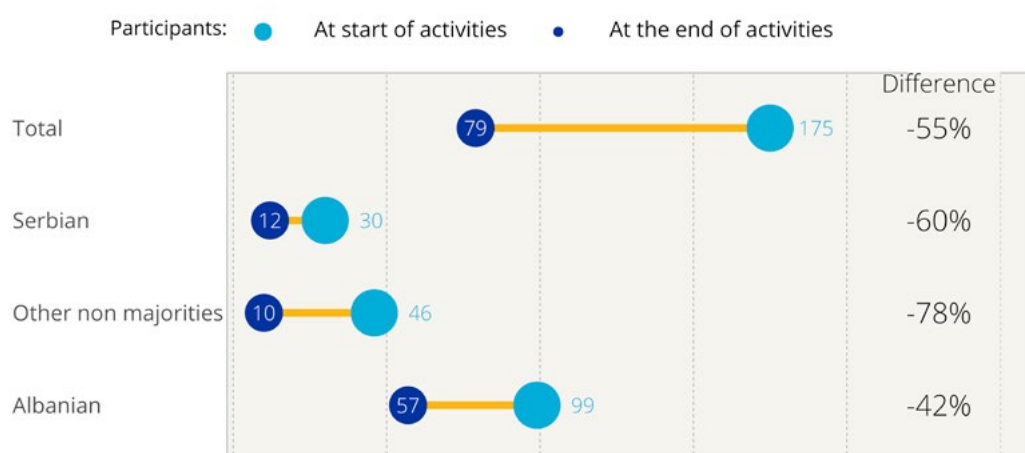 Participants: At start of activities At the end of activities
Difference
Total 79 175 -55%
Serbian 12 30 -60%
Other non majorities 10 46 -78%
Albanian 57 99 -42%